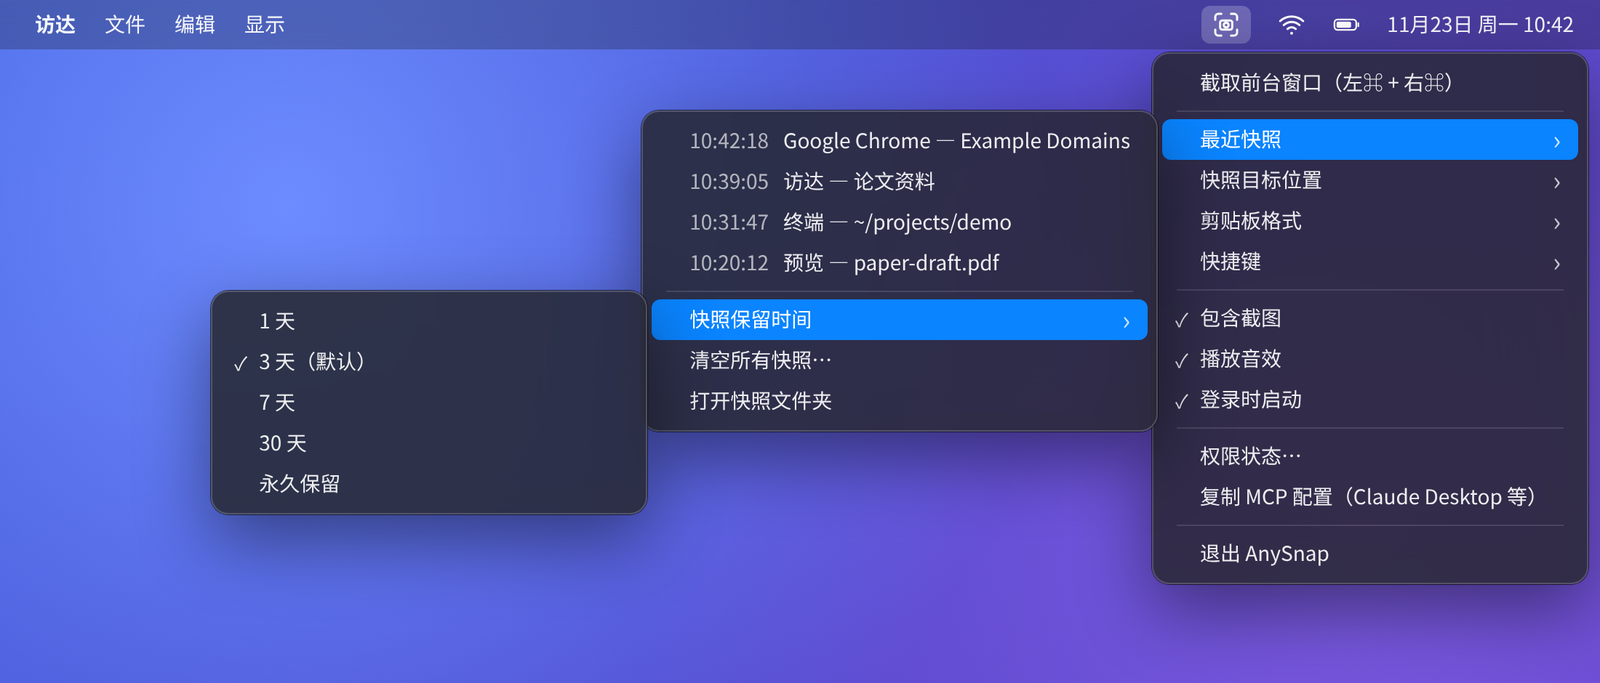 访达 文件 编辑 显示 11月23日 周一 10:42
截取前台窗口（左⌘ + 右⌘）
最近快照 ›
快照目标位置 ›
剪贴板格式 ›
快捷键 ›
✓ 包含截图
✓ 播放音效
✓ 登录时启动
权限状态…
复制 MCP 配置（Claude Desktop 等）
退出 AnySnap
10:42:18 Google Chrome — Example Domains
10:39:05 访达 — 论文资料
10:31:47 终端 — ~/projects/demo
10:20:12 预览 — paper-draft.pdf
快照保留时间 ›
清空所有快照…
打开快照文件夹
1 天
✓ 3 天（默认）
7 天
30 天
永久保留